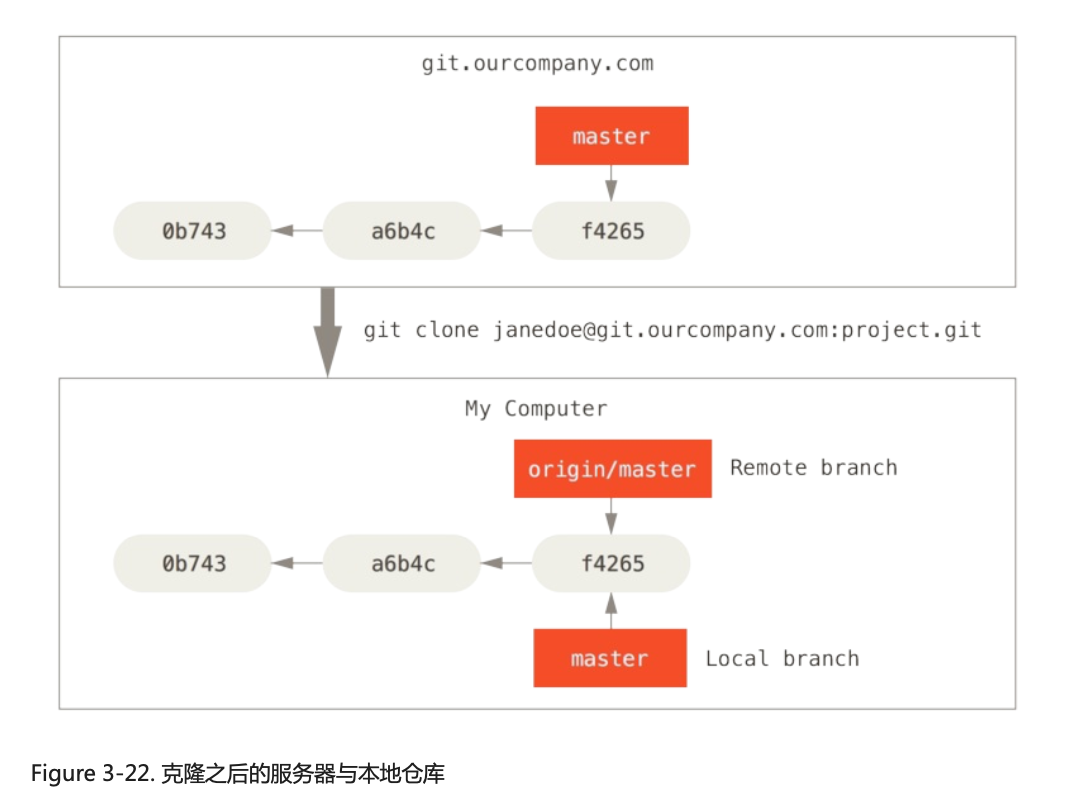 git.ourcompany.com
master
0b743 a6b4c f4265
git clone janedoe@git.ourcompany.com:project.git
My Computer
origin/master Remote branch
0b743 a6b4c f4265
master Local branch
Figure 3-22. 克隆之后的服务器与本地仓库